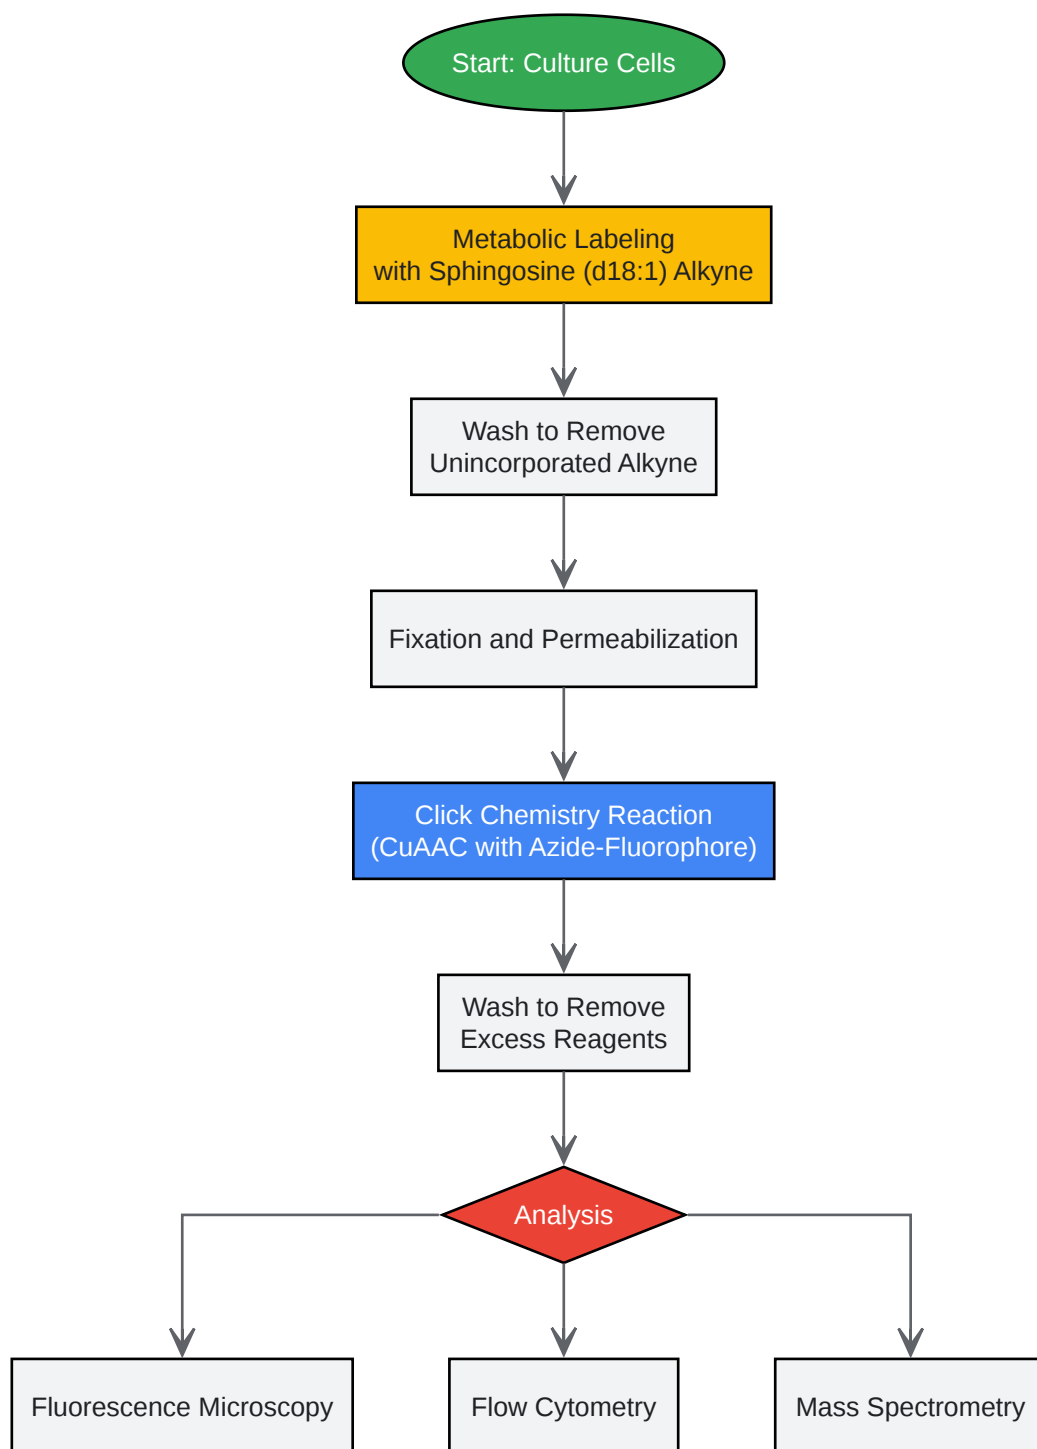 Start: Culture Cells
Metabolic Labeling
with Sphingosine (d18:1) Alkyne
Wash to Remove
Unincorporated Alkyne
Fixation and Permeabilization
Click Chemistry Reaction
(CuAAC with Azide-Fluorophore)
Wash to Remove
Excess Reagents
Analysis
Fluorescence Microscopy
Flow Cytometry
Mass Spectrometry